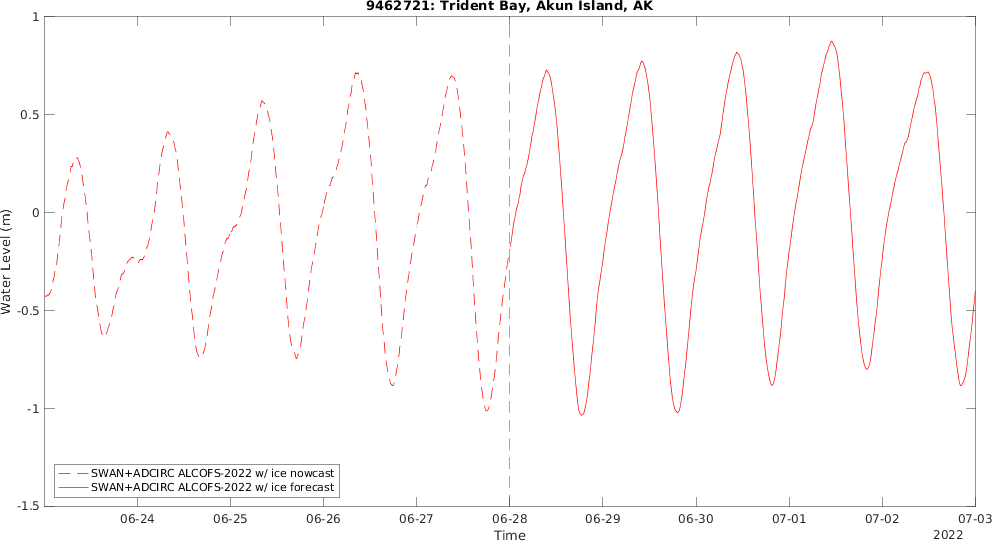 9462721: Trident Bay, Akun Island, AK
Water Level (m)
1
0.5
0
-0.5
-1
-1.5
SWAN+ADCIRC ALCOFS-2022 w/ ice nowcast
SWAN+ADCIRC ALCOFS-2022 w/ ice forecast
06-24 06-25 06-26 06-27 06-28 06-29 06-30 07-01 07-02 07-03
Time
2022